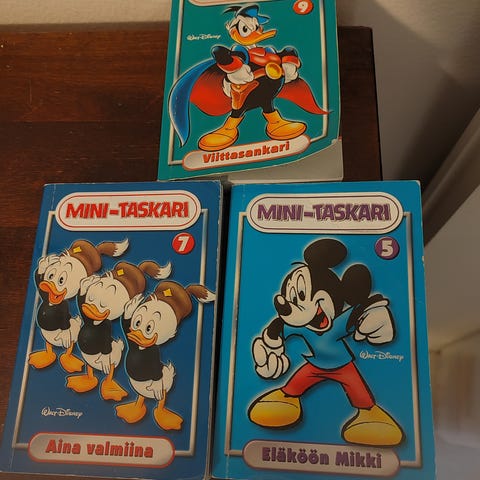 9
Walt Disney
Viittasankari
MINI-TASKARI
7
Walt Disney
Aina valmiina
MINI-TASKARI
5
Walt Disney
Eläköön Mikki